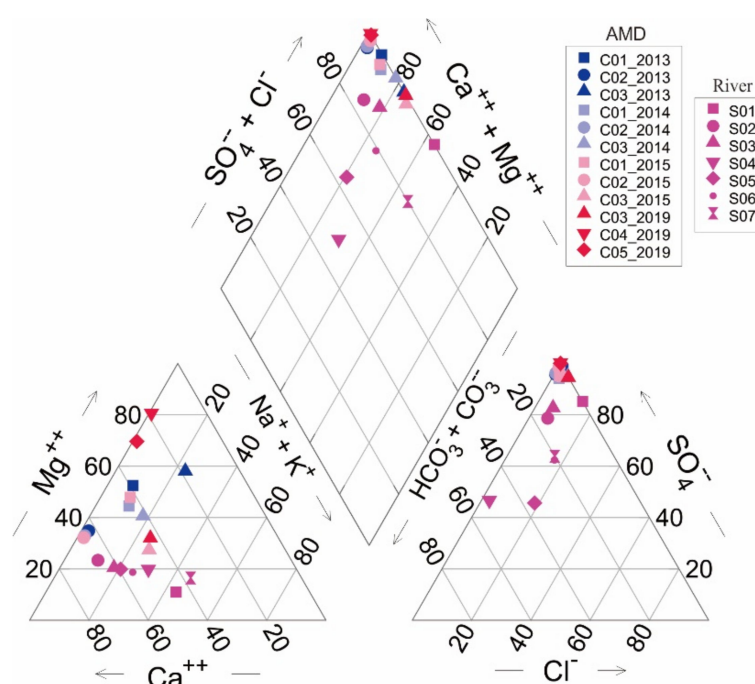 AMD
C01_2013
C02_2013
C03_2013
C01_2014
C02_2014
C03_2014
C01_2015
C02_2015
C03_2015
C03_2019
C04_2019
C05_2019
River
S01
S02
S03
S04
S05
S06
S07
SO4-- + Cl-
80
60
40
20
Ca++ + Mg++
80
60
40
20
Mg++
80
60
40
20
Na+ + K+
20
40
60
80
Ca++
80
60
40
20
HCO3- + CO3--
20
40
60
80
SO4--
80
60
40
20
Cl-
20
40
60
80